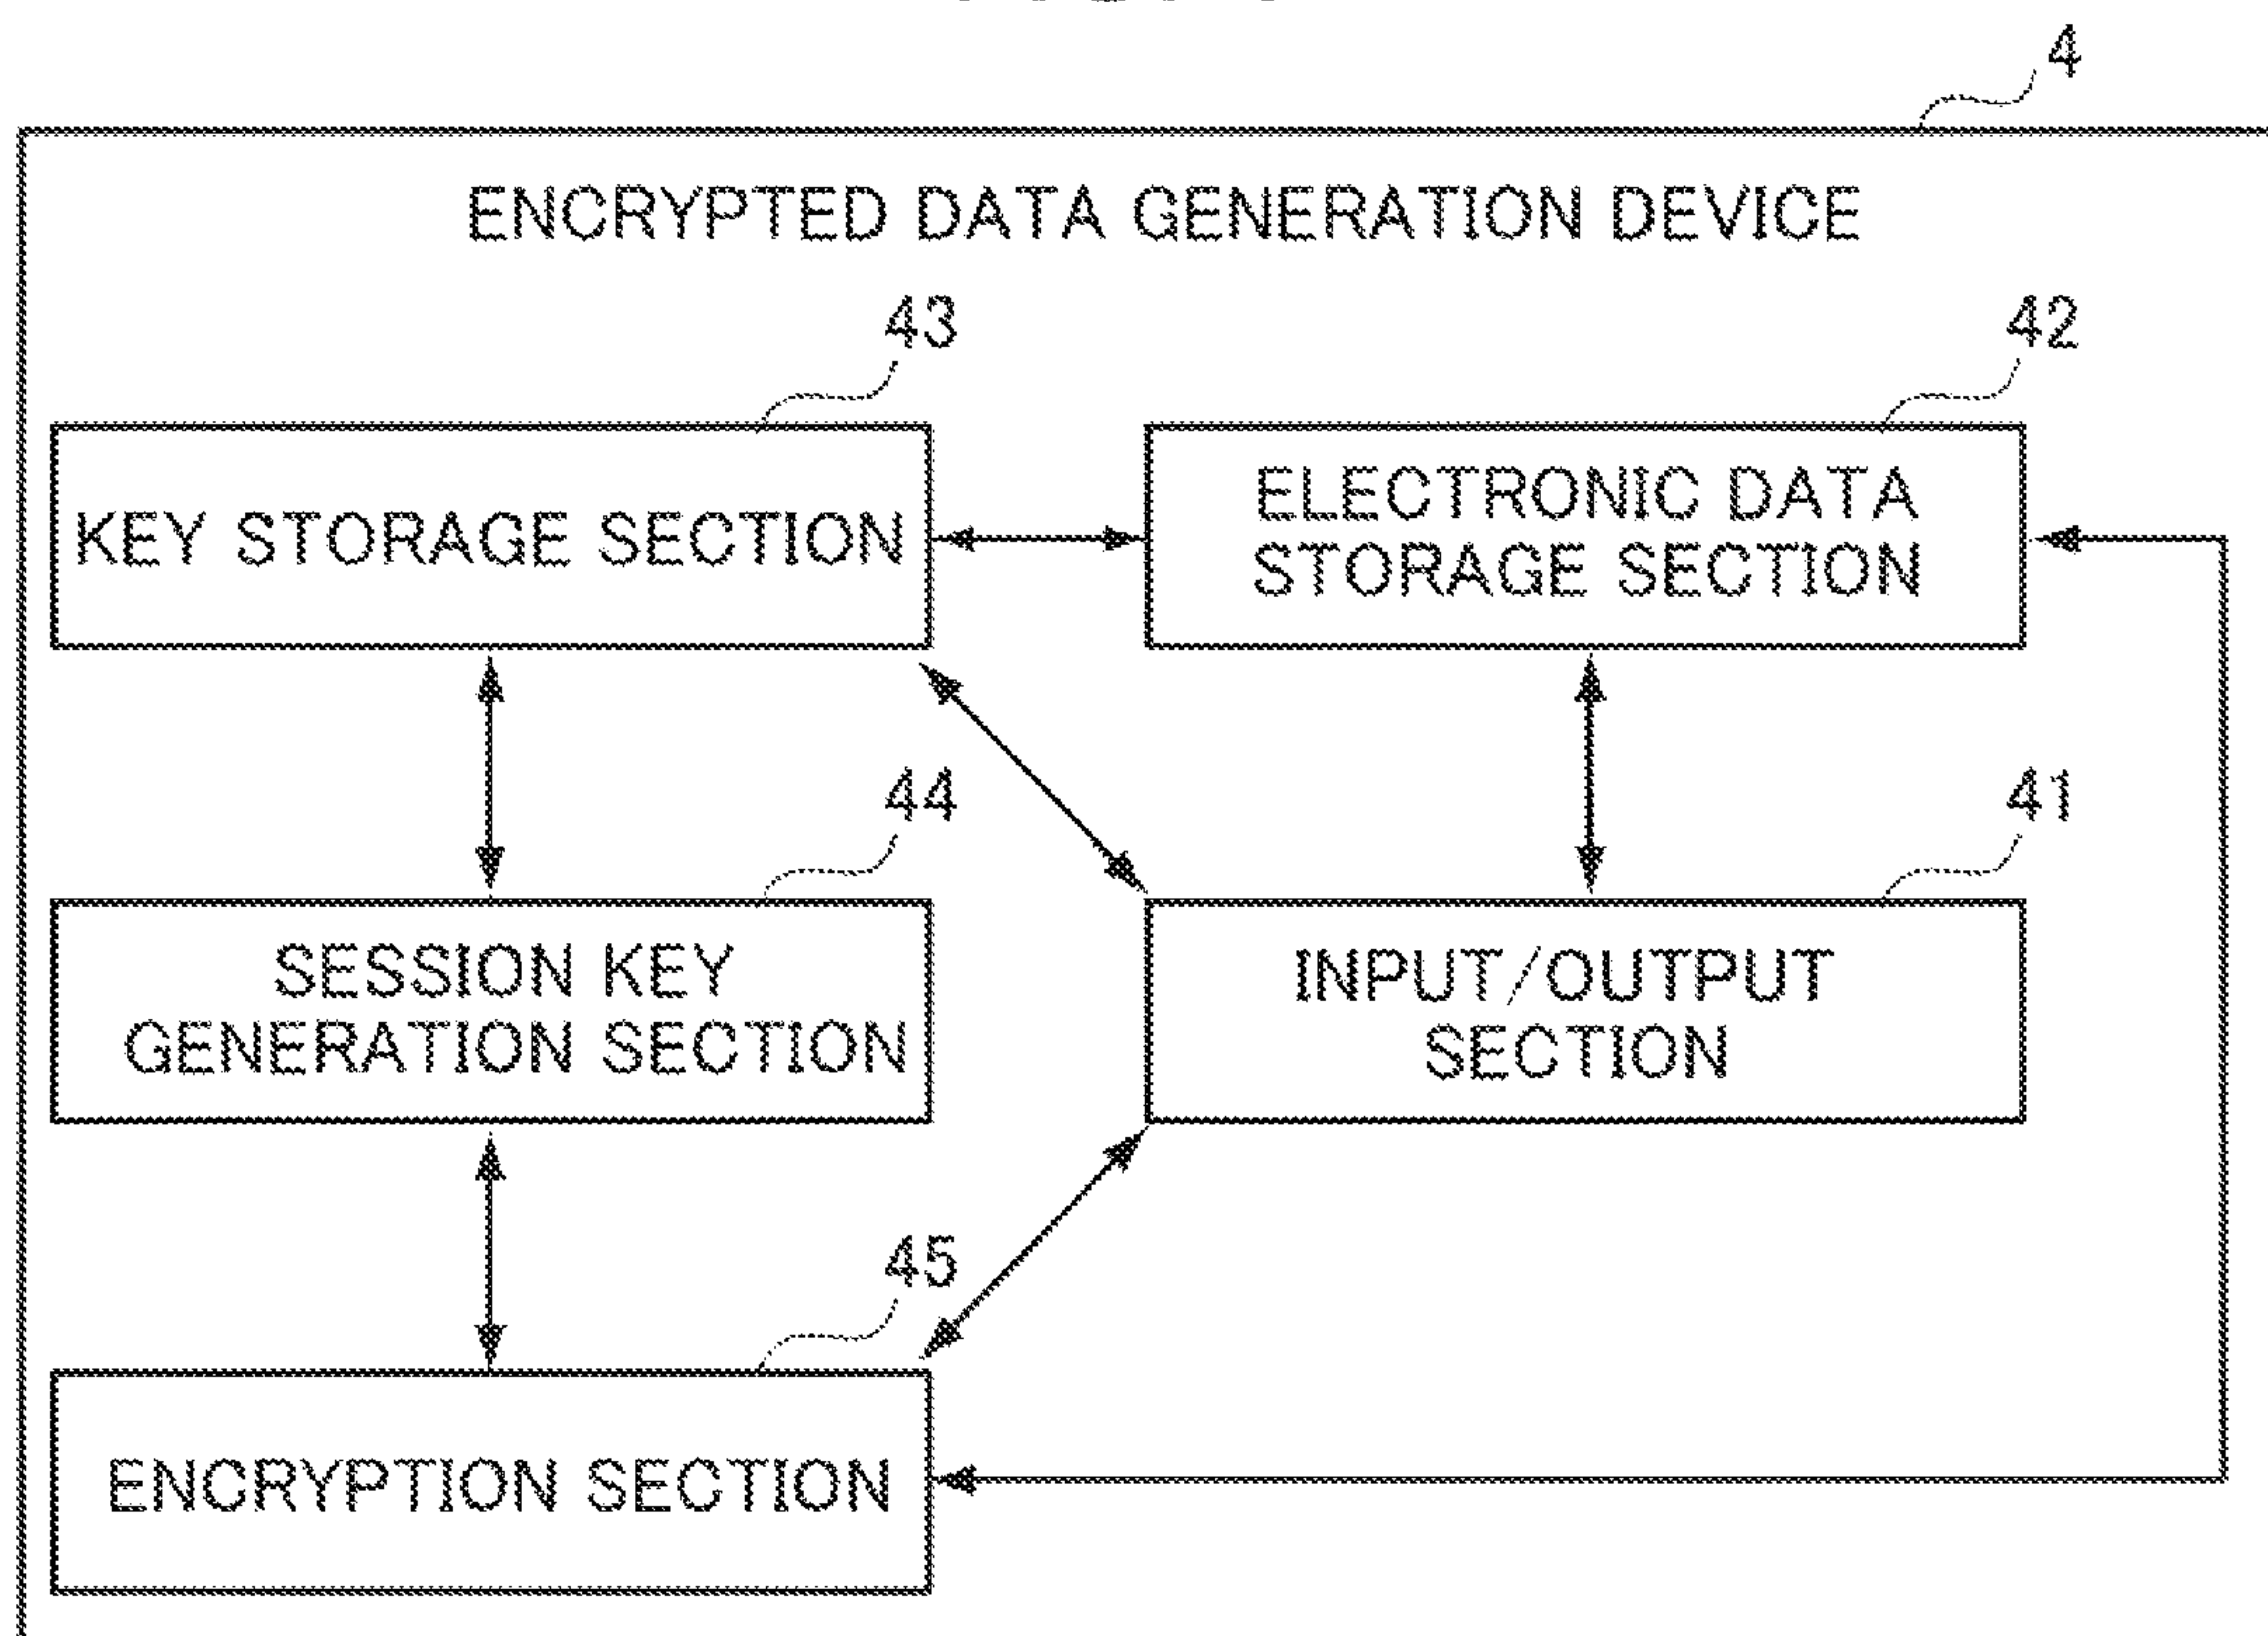 4
ENCRYPTED DATA GENERATION DEVICE
43
42
KEY STORAGE SECTION
ELECTRONIC DATA
STORAGE SECTION
44
41
SESSION KEY
GENERATION SECTION
INPUT/OUTPUT
SECTION
45
ENCRYPTION SECTION